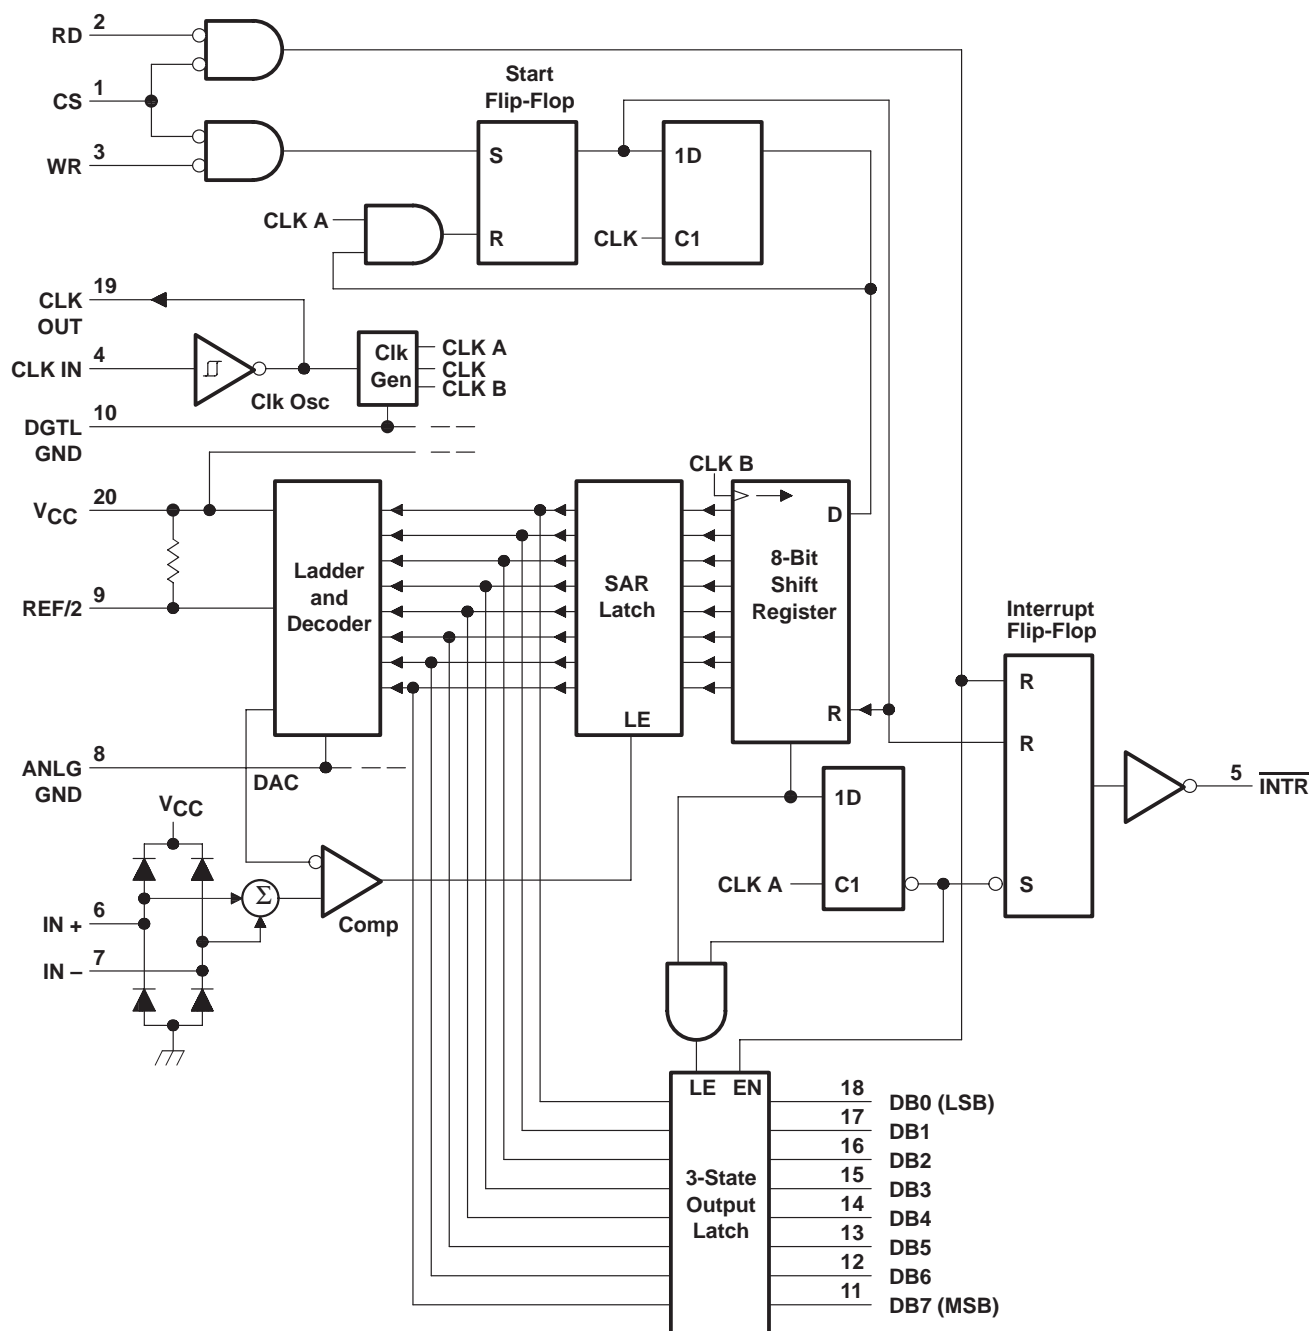 RD 2
CS 1
WR 3
Start
Flip-Flop
S
R
1D
C1
CLK A
CLK
CLK
OUT
19
CLK IN 4
Clk Osc
Clk
Gen
CLK A
CLK
CLK B
DGTL
GND
10
VCC 20
REF/2 9
Ladder
and
Decoder
SAR
Latch
LE
CLK B
D
8-Bit
Shift
Register
R
Interrupt
Flip-Flop
R
R
S
5 INTR
ANLG
GND
8
DAC
VCC
1D
C1
CLK A
Σ
Comp
IN + 6
IN – 7
LE EN
3-State
Output
Latch
18 DB0 (LSB)
17 DB1
16 DB2
15 DB3
14 DB4
13 DB5
12 DB6
11 DB7 (MSB)